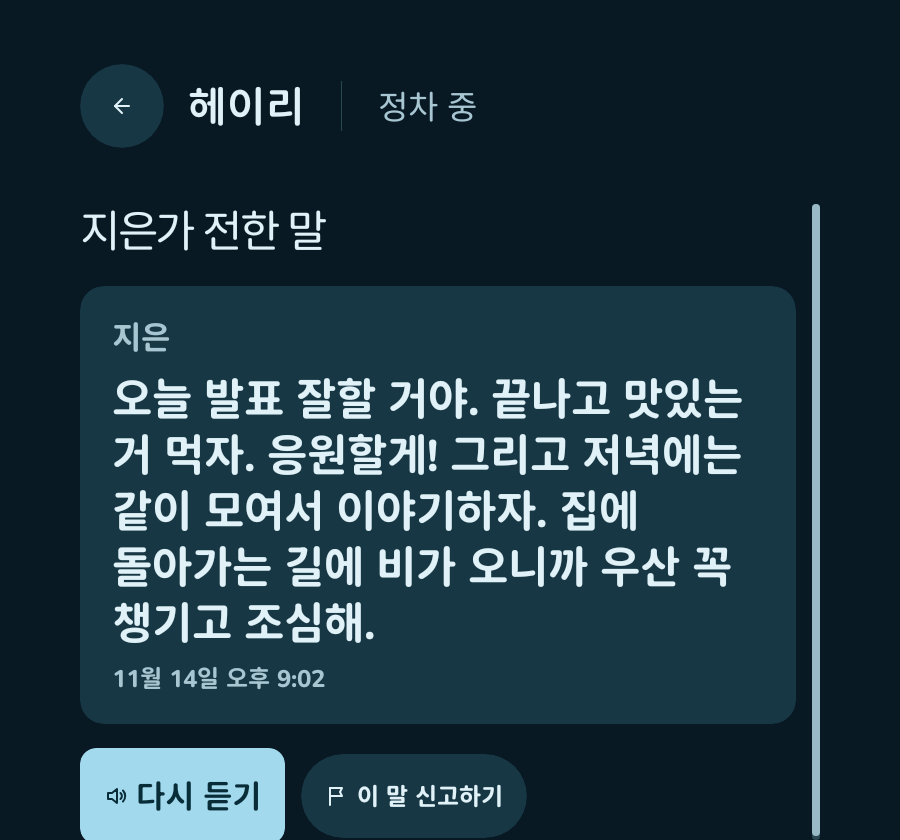 헤이리
정차 중
지은가 전한 말
지은
오늘 발표 잘할 거야. 끝나고 맛있는
거 먹자. 응원할게! 그리고 저녁에는
같이 모여서 이야기하자. 집에
돌아가는 길에 비가 오니까 우산 꼭
챙기고 조심해.
11월 14일 오후 9:02
다시 듣기
이 말 신고하기